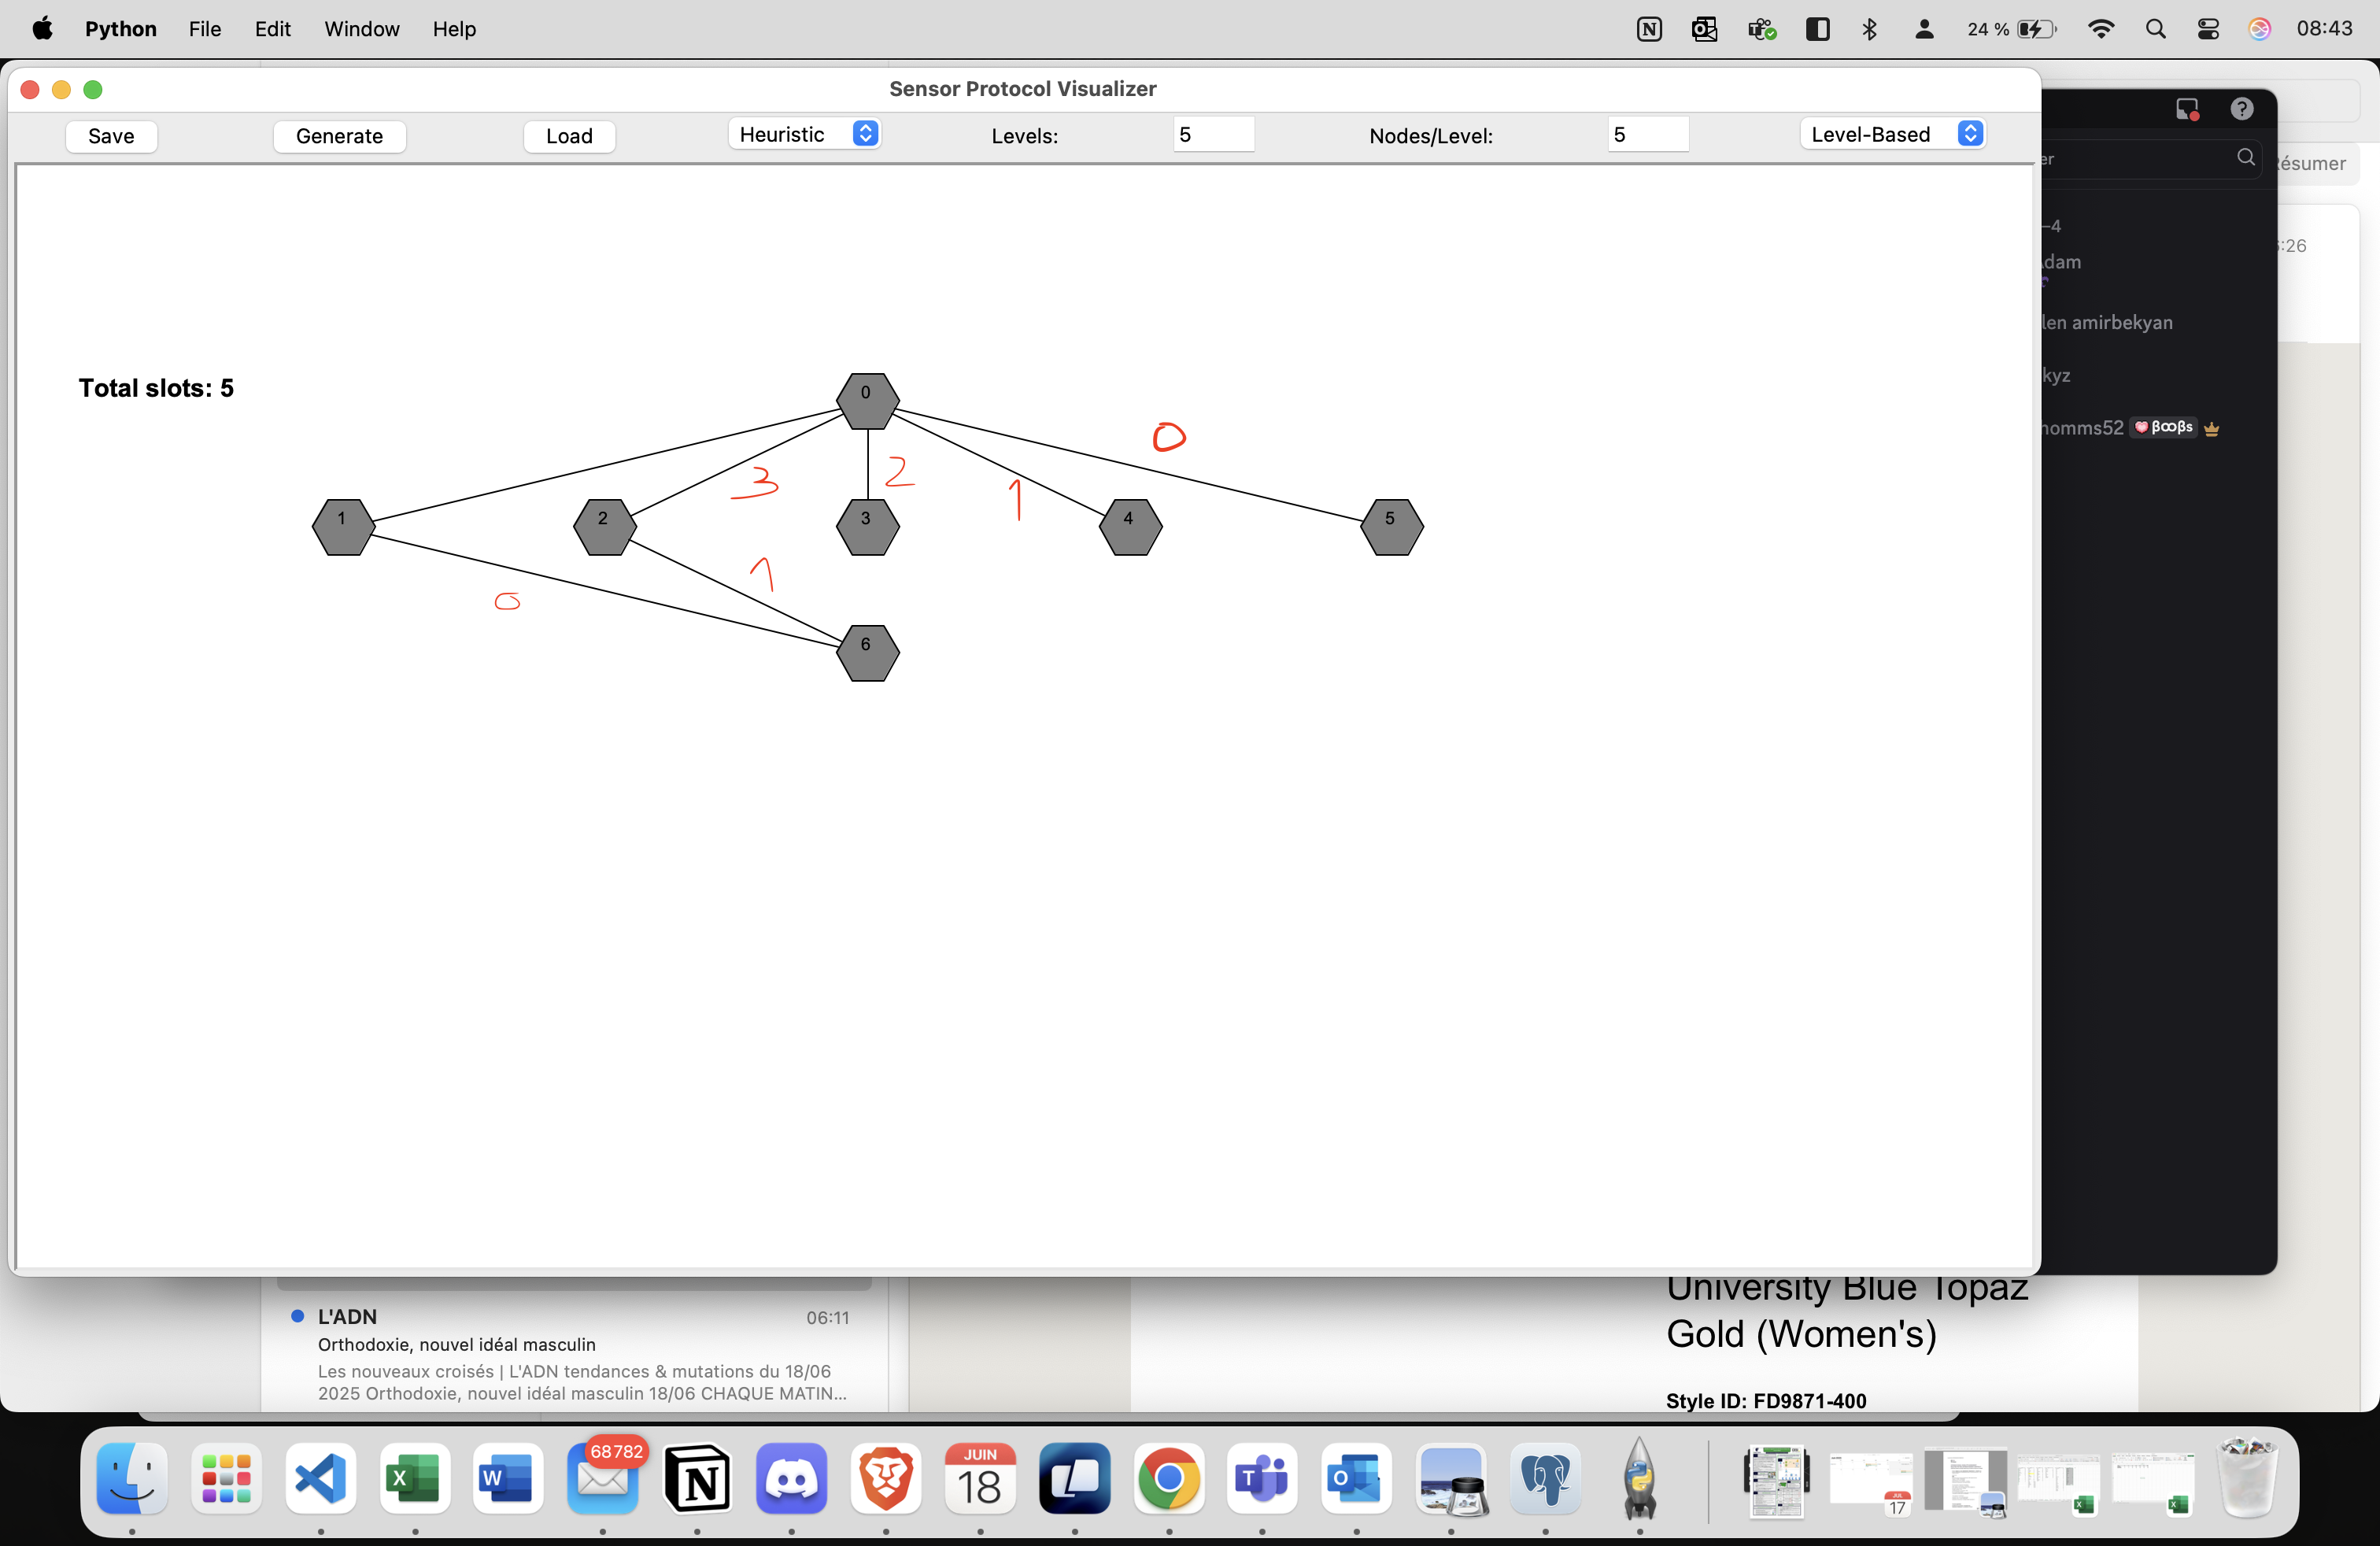 Python File Edit Window Help 24 % 08:43
Sensor Protocol Visualizer
Save Generate Load Heuristic Levels: 5 Nodes/Level: 5 Level-Based
er
ésumer
–4
:26
dam
len amirbekyan
kyz
Total slots: 5
0
0
nomms52 βꝏβs
3
2
1
1
2
3
4
5
1
0
6
University Blue Topaz
Gold (Women's)
L'ADN 06:11
Orthodoxie, nouvel idéal masculin
Les nouveaux croisés | L'ADN tendances & mutations du 18/06
2025 Orthodoxie, nouvel idéal masculin 18/06 CHAQUE MATIN...
Style ID: FD9871-400
68 782
JUIN
18
17